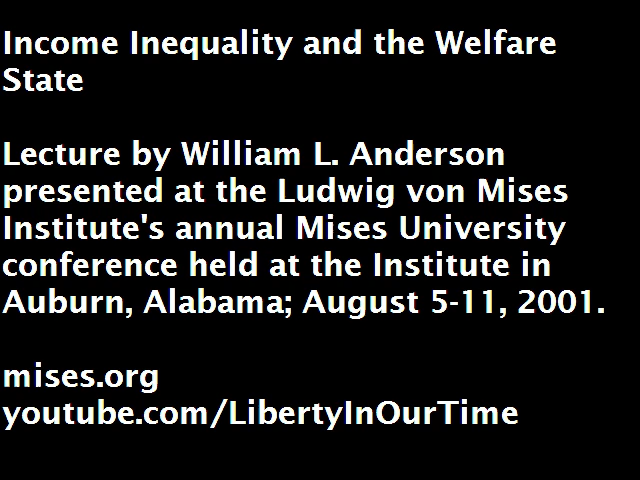 Income Inequality and the Welfare
State
Lecture by William L. Anderson
presented at the Ludwig von Mises
Institute's annual Mises University
conference held at the Institute in
Auburn, Alabama; August 5-11, 2001.
mises.org
youtube.com/LibertyInOurTime